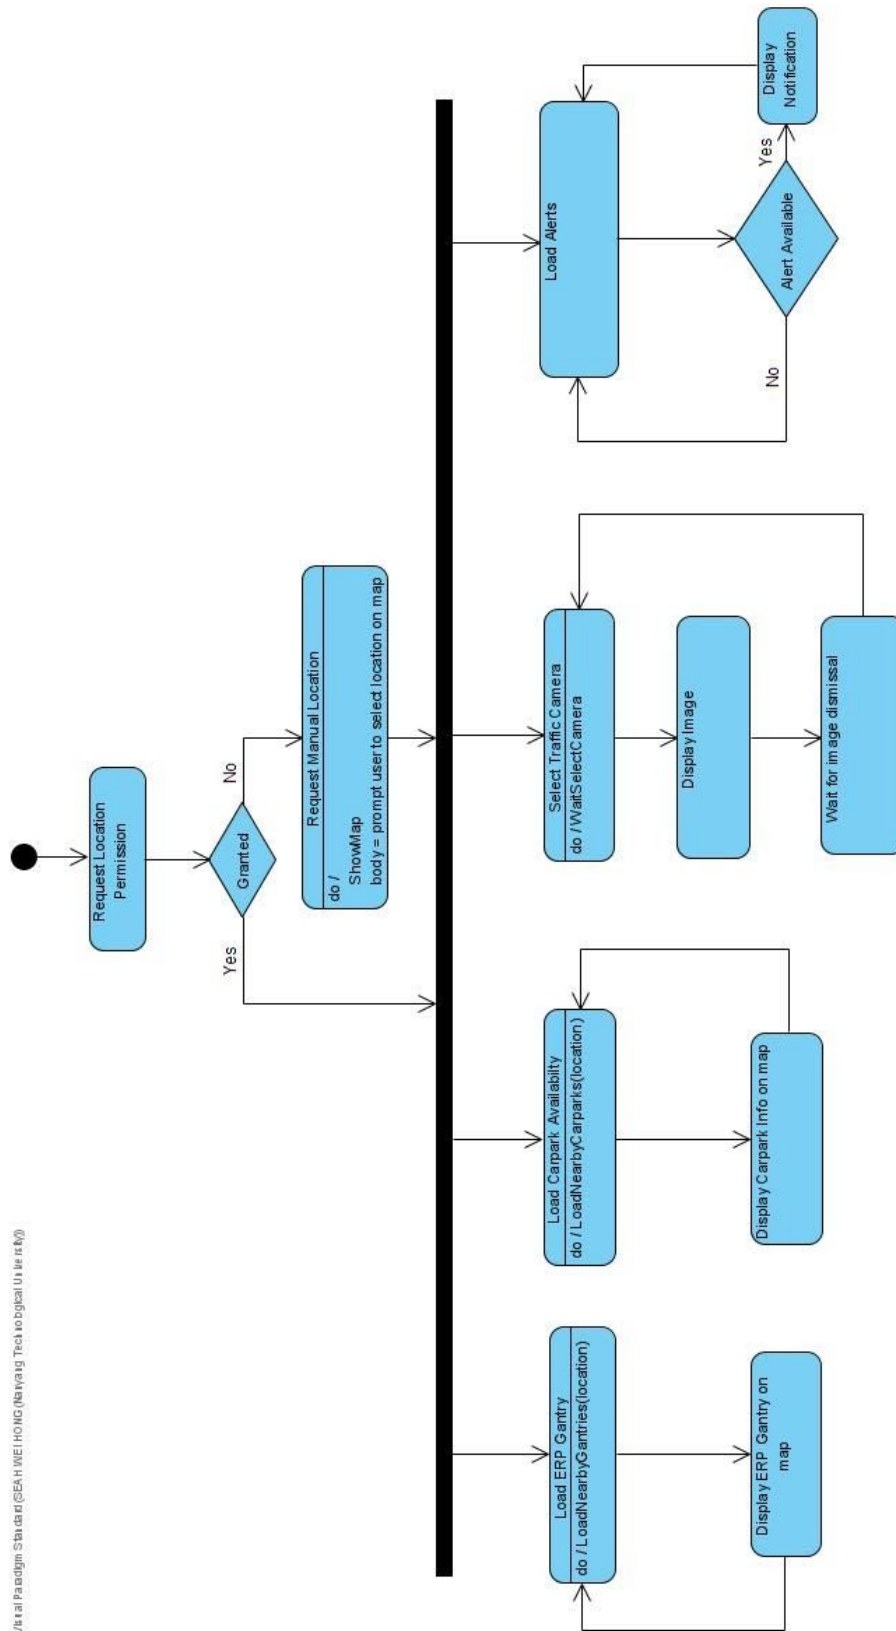 Request Location
Permission
Granted
Yes
No
Request Manual Location
do /
ShowMap
body = prompt user to select location on map
Load ERP Gantry
do / LoadNearbyGantries(location)
Display ERP Gantry on
map
Load Carpark Availabilty
do / LoadNearbyCarparks(location)
Display Carpark Info on map
Select Traffic Camera
do / WaitSelectCamera
Display Image
Wait for image dismissal
Load Alerts
Alert Available
No
Yes
Display
Notification
Paradigm Standard(SEAH WEI HONG(Nanyang Technological University))